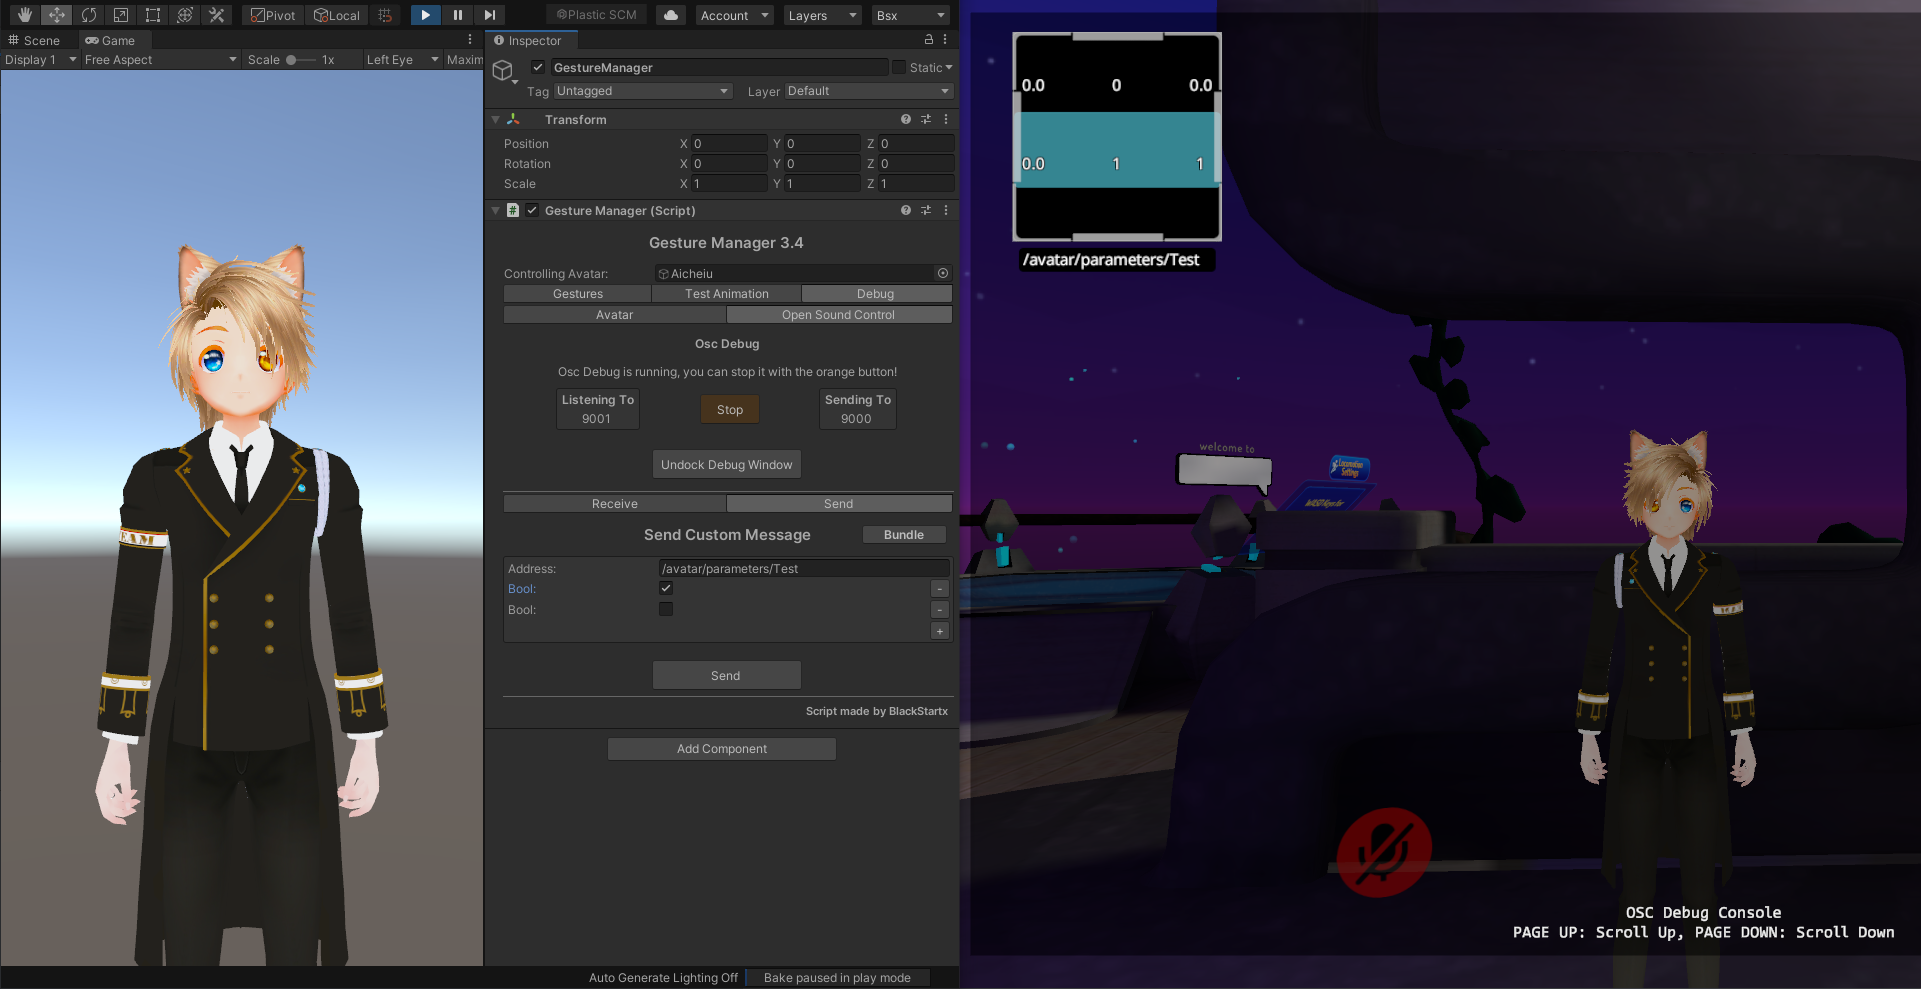 Pivot Local Plastic SCM Account Layers Bsx
Scene Game
Display 1 Free Aspect Scale 1x Left Eye Maxim
Inspector
GestureManager Static
Tag Untagged Layer Default
Transform
Position X 0 Y 0 Z 0
Rotation X 0 Y 0 Z 0
Scale X 1 Y 1 Z 1
# Gesture Manager (Script)
Gesture Manager 3.4
Controlling Avatar: Aicheiu
Gestures Test Animation Debug
Avatar Open Sound Control
Osc Debug
Osc Debug is running, you can stop it with the orange button!
Listening To
9001
Stop
Sending To
9000
Undock Debug Window
Receive Send
Send Custom Message Bundle
Address: /avatar/parameters/Test
Bool: -
Bool: -
+
Send
Script made by BlackStartx
Add Component
Auto Generate Lighting Off Bake paused in play mode
0.0 0 0.0
0.0 1 1
/avatar/parameters/Test
welcome to
Locomotion
Settings
OSC Debug Console
PAGE UP: Scroll Up, PAGE DOWN: Scroll Down